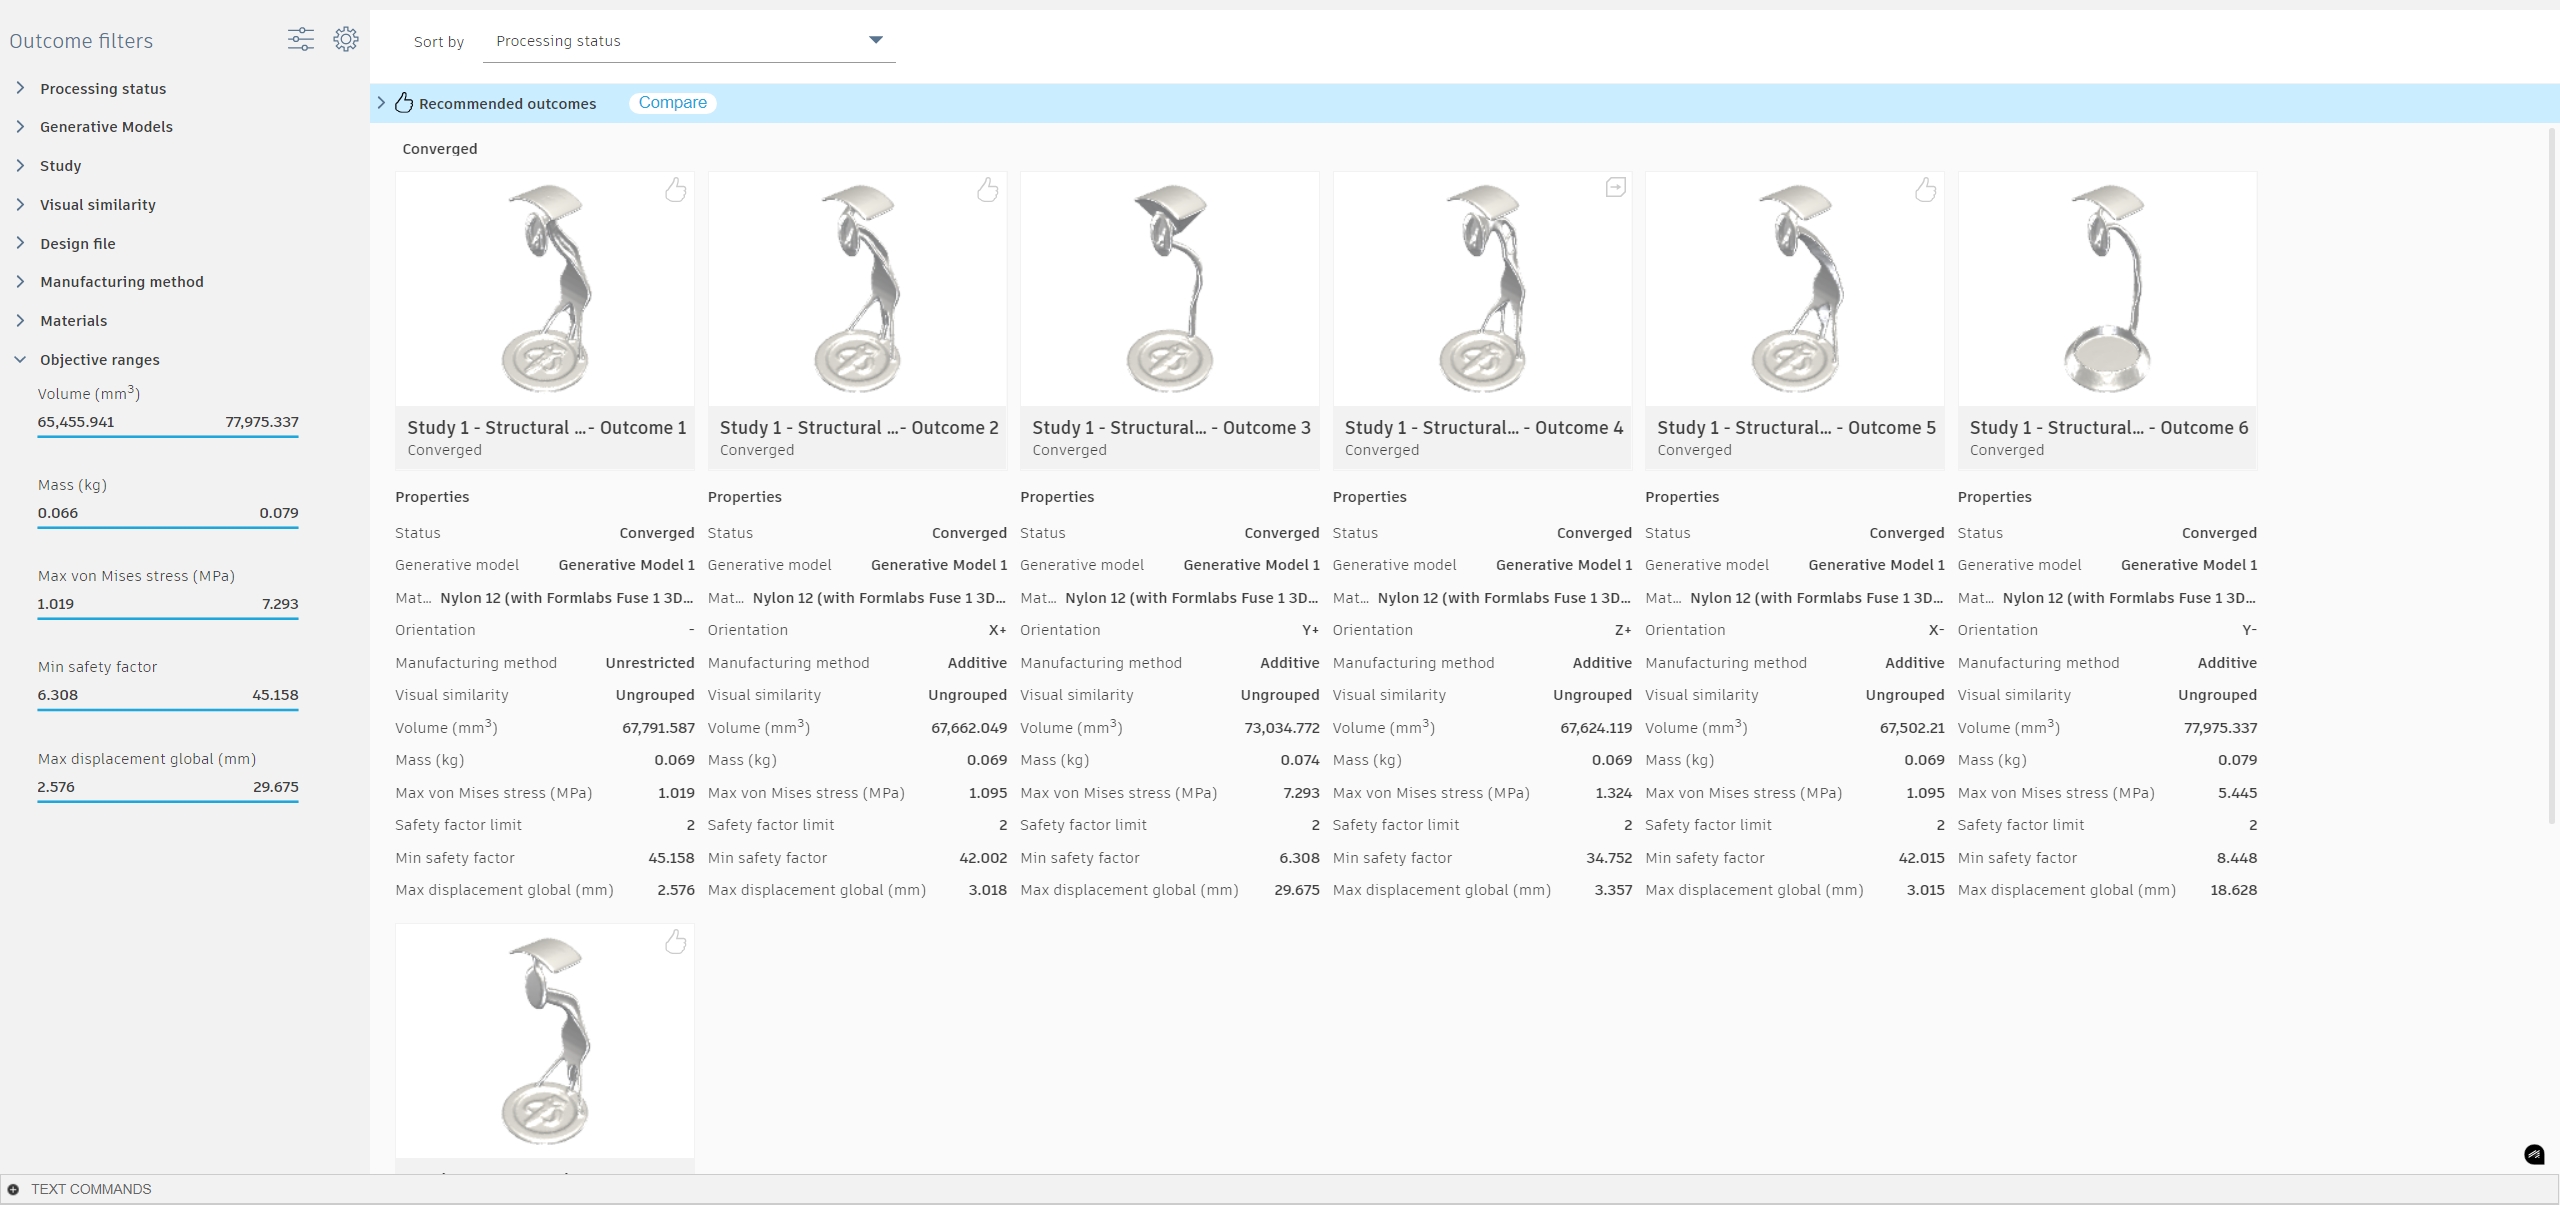 Outcome filters
Sort by Processing status
Processing status
Generative Models
Study
Visual similarity
Design file
Manufacturing method
Materials
Objective ranges
Volume (mm³)
65,455.941 77,975.337
Mass (kg)
0.066 0.079
Max von Mises stress (MPa)
1.019 7.293
Min safety factor
6.308 45.158
Max displacement global (mm)
2.576 29.675
Recommended outcomes Compare
Converged
Study 1 - Structural ...- Outcome 1
Converged
Study 1 - Structural ...- Outcome 2
Converged
Study 1 - Structural... - Outcome 3
Converged
Study 1 - Structural... - Outcome 4
Converged
Study 1 - Structural... - Outcome 5
Converged
Study 1 - Structural... - Outcome 6
Converged
Properties
Status Converged
Generative model Generative Model 1
Mat... Nylon 12 (with Formlabs Fuse 1 3D...
Orientation -
Manufacturing method Unrestricted
Visual similarity Ungrouped
Volume (mm³) 67,791.587
Mass (kg) 0.069
Max von Mises stress (MPa) 1.019
Safety factor limit 2
Min safety factor 45.158
Max displacement global (mm) 2.576
Properties
Status Converged
Generative model Generative Model 1
Mat... Nylon 12 (with Formlabs Fuse 1 3D...
Orientation X+
Manufacturing method Additive
Visual similarity Ungrouped
Volume (mm³) 67,662.049
Mass (kg) 0.069
Max von Mises stress (MPa) 1.095
Safety factor limit 2
Min safety factor 42.002
Max displacement global (mm) 3.018
Properties
Status Converged
Generative model Generative Model 1
Mat... Nylon 12 (with Formlabs Fuse 1 3D...
Orientation Y+
Manufacturing method Additive
Visual similarity Ungrouped
Volume (mm³) 73,034.772
Mass (kg) 0.074
Max von Mises stress (MPa) 7.293
Safety factor limit 2
Min safety factor 6.308
Max displacement global (mm) 29.675
Properties
Status Converged
Generative model Generative Model 1
Mat... Nylon 12 (with Formlabs Fuse 1 3D...
Orientation Z+
Manufacturing method Additive
Visual similarity Ungrouped
Volume (mm³) 67,624.119
Mass (kg) 0.069
Max von Mises stress (MPa) 1.324
Safety factor limit 2
Min safety factor 34.752
Max displacement global (mm) 3.357
Properties
Status Converged
Generative model Generative Model 1
Mat... Nylon 12 (with Formlabs Fuse 1 3D...
Orientation X-
Manufacturing method Additive
Visual similarity Ungrouped
Volume (mm³) 67,502.21
Mass (kg) 0.069
Max von Mises stress (MPa) 1.095
Safety factor limit 2
Min safety factor 42.015
Max displacement global (mm) 3.015
Properties
Status Converged
Generative model Generative Model 1
Mat... Nylon 12 (with Formlabs Fuse 1 3D...
Orientation Y-
Manufacturing method Additive
Visual similarity Ungrouped
Volume (mm³) 77,975.337
Mass (kg) 0.079
Max von Mises stress (MPa) 5.445
Safety factor limit 2
Min safety factor 8.448
Max displacement global (mm) 18.628
TEXT COMMANDS